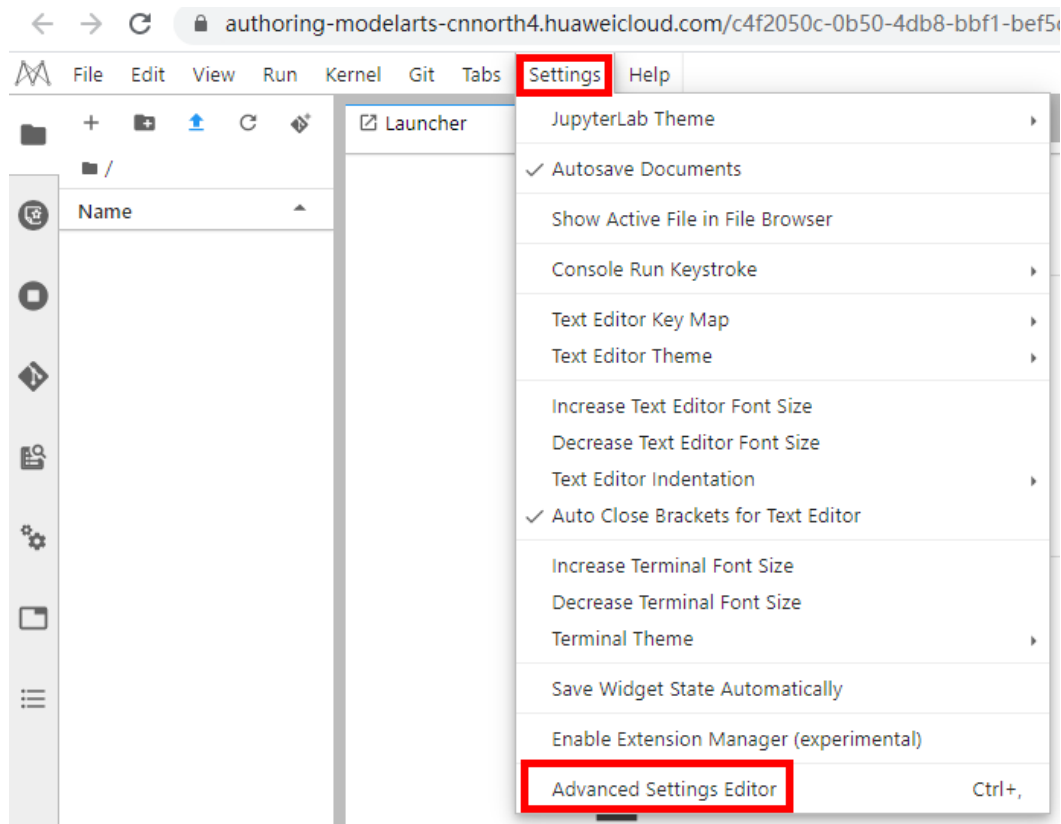 authoring-modelarts-cnnorth4.huaweicloud.com/c4f2050c-0b50-4db8-bbf1-bef5
File Edit View Run Kernel Git Tabs Settings Help
Launcher
/
Name
JupyterLab Theme
Autosave Documents
Show Active File in File Browser
Console Run Keystroke
Text Editor Key Map
Text Editor Theme
Increase Text Editor Font Size
Decrease Text Editor Font Size
Text Editor Indentation
Auto Close Brackets for Text Editor
Increase Terminal Font Size
Decrease Terminal Font Size
Terminal Theme
Save Widget State Automatically
Enable Extension Manager (experimental)
Advanced Settings Editor Ctrl+,